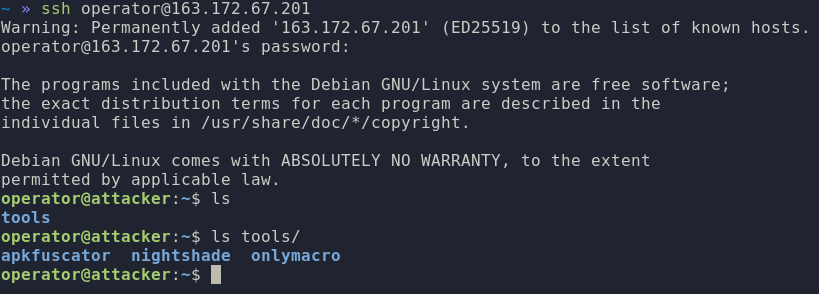 ~ » ssh operator@163.172.67.201
Warning: Permanently added '163.172.67.201' (ED25519) to the list of known hosts.
operator@163.172.67.201's password:

The programs included with the Debian GNU/Linux system are free software;
the exact distribution terms for each program are described in the
individual files in /usr/share/doc/*/copyright.

Debian GNU/Linux comes with ABSOLUTELY NO WARRANTY, to the extent
permitted by applicable law.
operator@attacker:~$ ls
tools
operator@attacker:~$ ls tools/
apkfuscator  nightshade  onlymacro
operator@attacker:~$